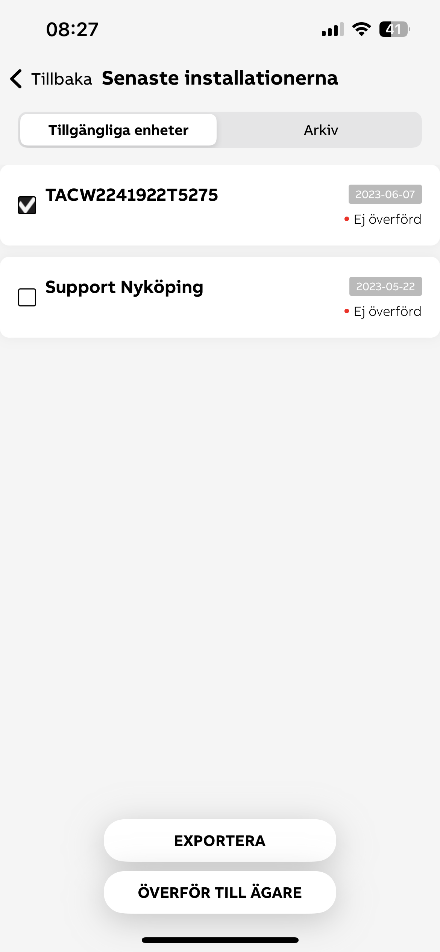 08:27
41
Tillbaka Senaste installationerna
Tillgängliga enheter Arkiv
TACW2241922T5275
2023-06-07
Ej överförd
Support Nyköping
2023-05-22
Ej överförd
EXPORTERA
ÖVERFÖR TILL ÄGARE